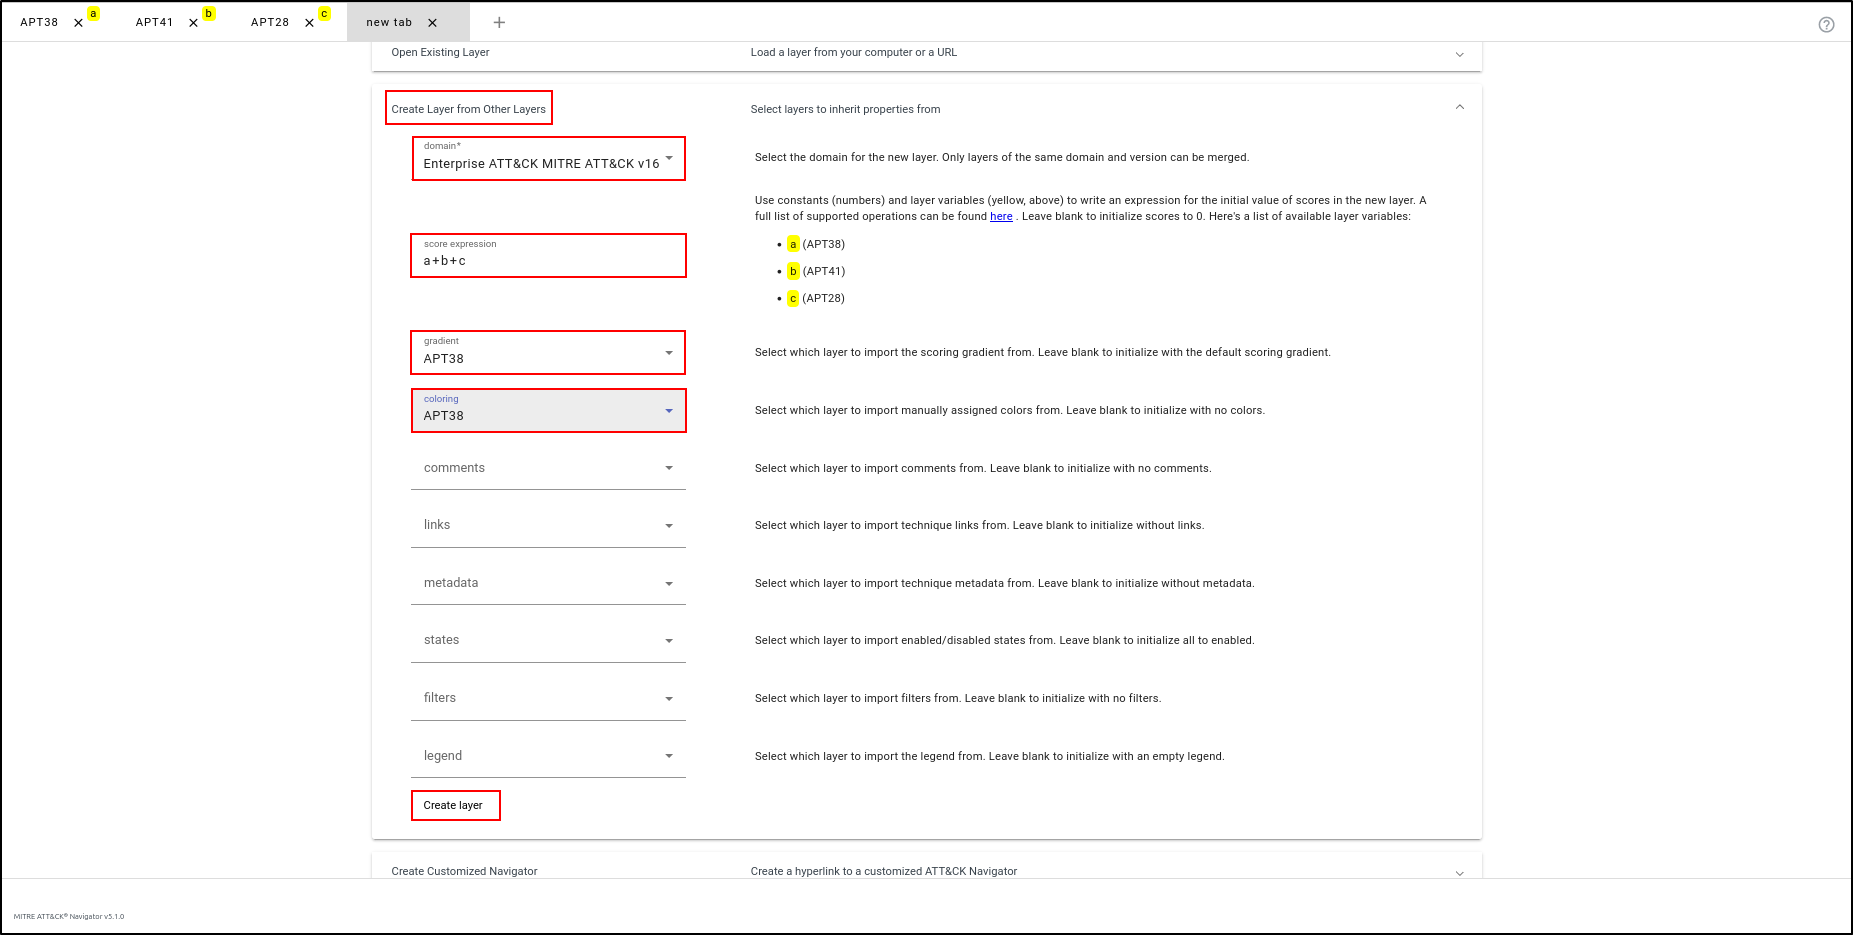 APT38 ✕ a APT41 ✕ b APT28 ✕ c new tab ✕ +
Open Existing Layer Load a layer from your computer or a URL
Create Layer from Other Layers Select layers to inherit properties from
domain*
Enterprise ATT&CK MITRE ATT&CK v16
Select the domain for the new layer. Only layers of the same domain and version can be merged.
Use constants (numbers) and layer variables (yellow, above) to write an expression for the initial value of scores in the new layer. A
full list of supported operations can be found here . Leave blank to initialize scores to 0. Here's a list of available layer variables:
score expression
a+b+c
• a (APT38)
• b (APT41)
• c (APT28)
gradient
APT38
Select which layer to import the scoring gradient from. Leave blank to initialize with the default scoring gradient.
coloring
APT38
Select which layer to import manually assigned colors from. Leave blank to initialize with no colors.
comments Select which layer to import comments from. Leave blank to initialize with no comments.
links Select which layer to import technique links from. Leave blank to initialize without links.
metadata Select which layer to import technique metadata from. Leave blank to initialize without metadata.
states Select which layer to import enabled/disabled states from. Leave blank to initialize all to enabled.
filters Select which layer to import filters from. Leave blank to initialize with no filters.
legend Select which layer to import the legend from. Leave blank to initialize with an empty legend.
Create layer
Create Customized Navigator Create a hyperlink to a customized ATT&CK Navigator
MITRE ATT&CK® Navigator v5.1.0